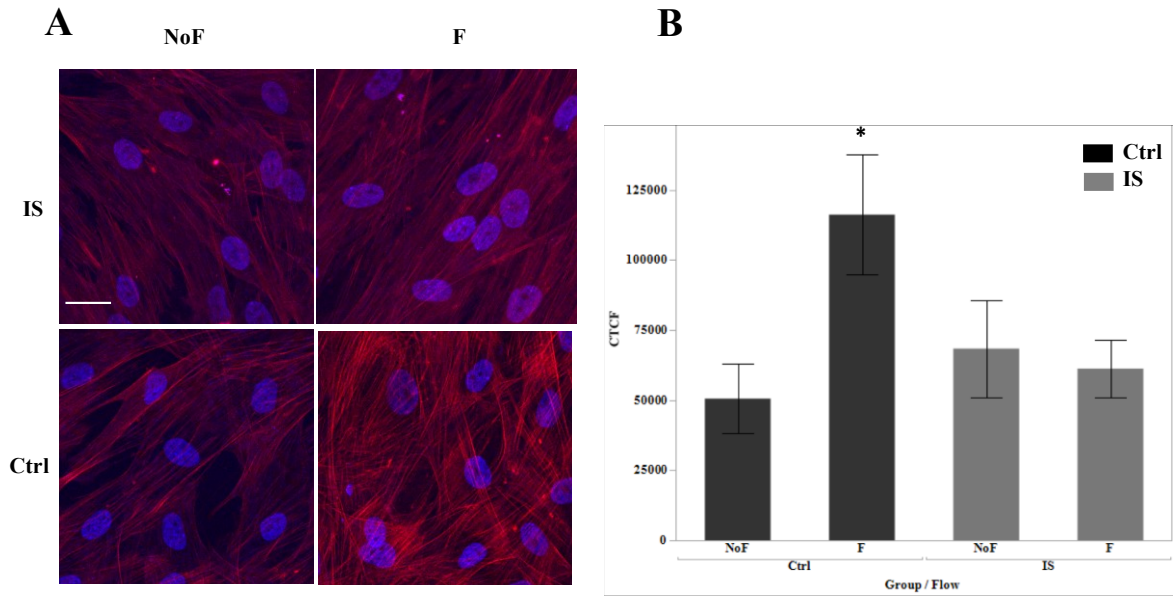 A
NoF
F
IS
Ctrl
B
*
Ctrl
IS
125000
100000
75000
50000
25000
0
CTCF
NoF
F
NoF
F
Ctrl
IS
Group / Flow